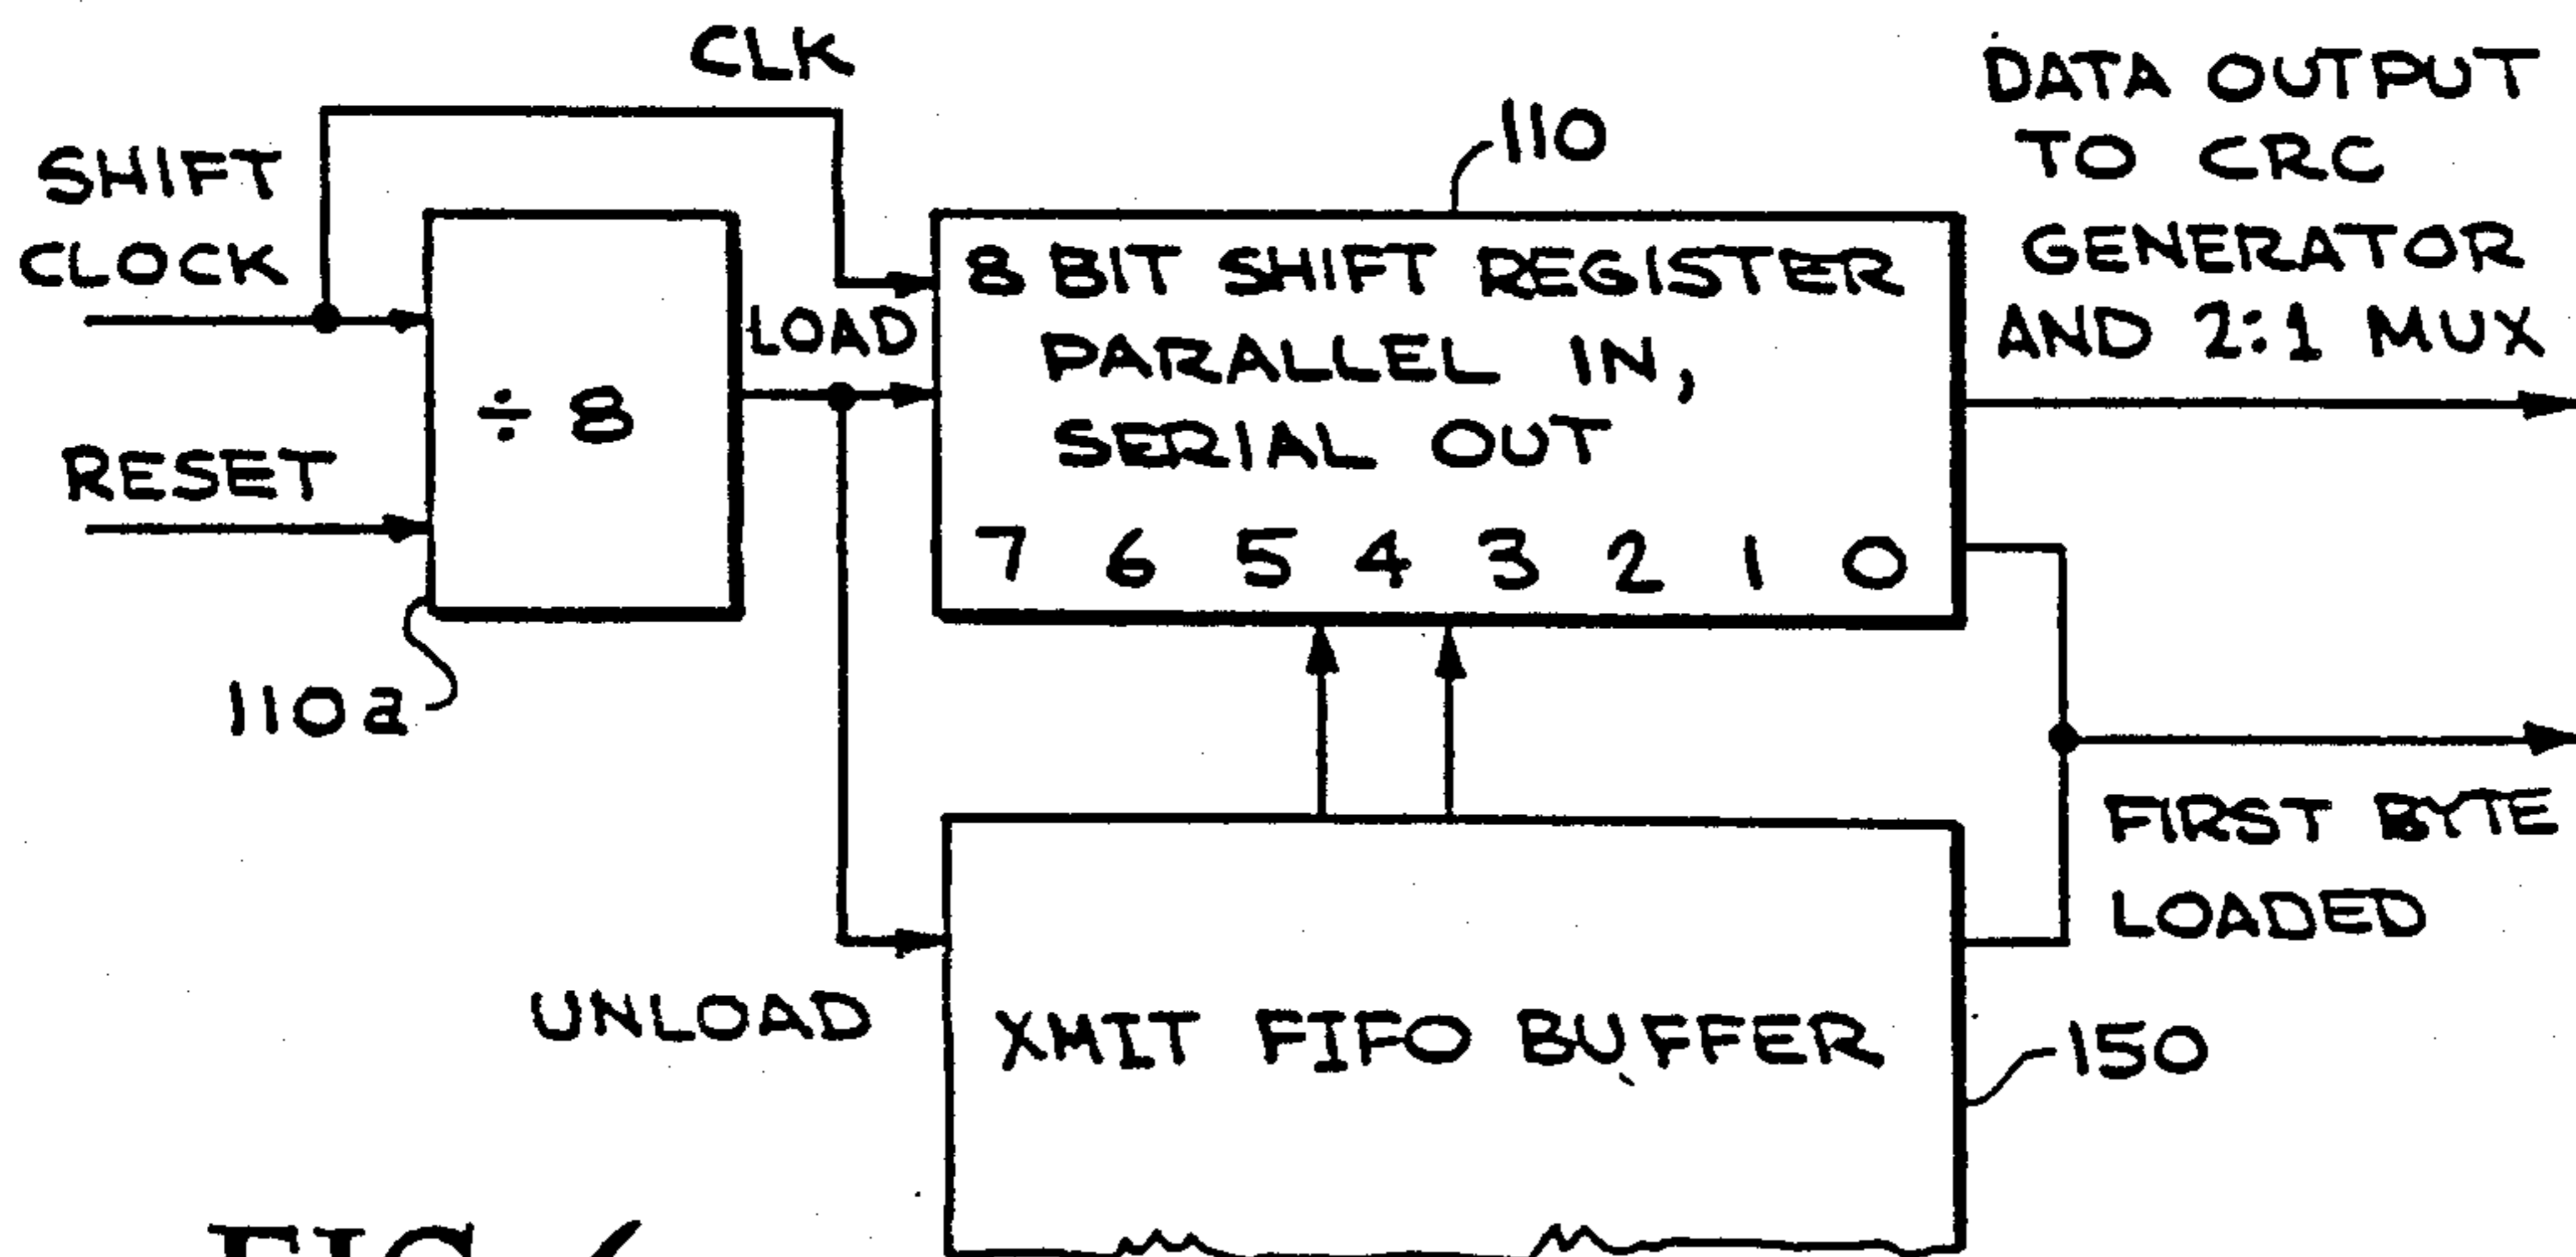 CLK
SHIFT
CLOCK
RESET
÷ 8
110a
LOAD
110
8 BIT SHIFT REGISTER
PARALLEL IN,
SERIAL OUT
7 6 5 4 3 2 1 0
DATA OUTPUT
TO CRC
GENERATOR
AND 2:1 MUX
FIRST BYTE
LOADED
UNLOAD
XMIT FIFO BUFFER
150